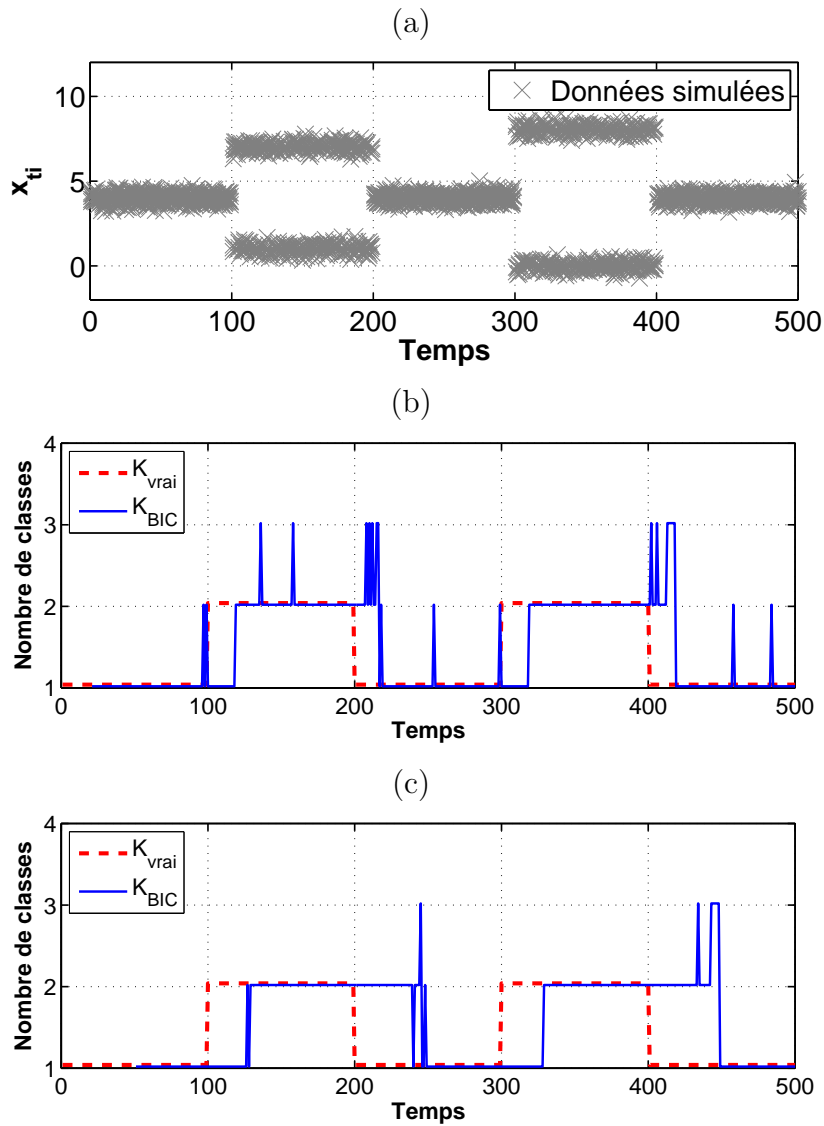 (a)
10
5
0
x_ti
× Données simulées
0 100 200 300 400 500
Temps
(b)
4
3
2
1
Nombre de classes
K_vrai
K_BIC
0 100 200 300 400 500
Temps
(c)
4
3
2
1
Nombre de classes
K_vrai
K_BIC
0 100 200 300 400 500
Temps